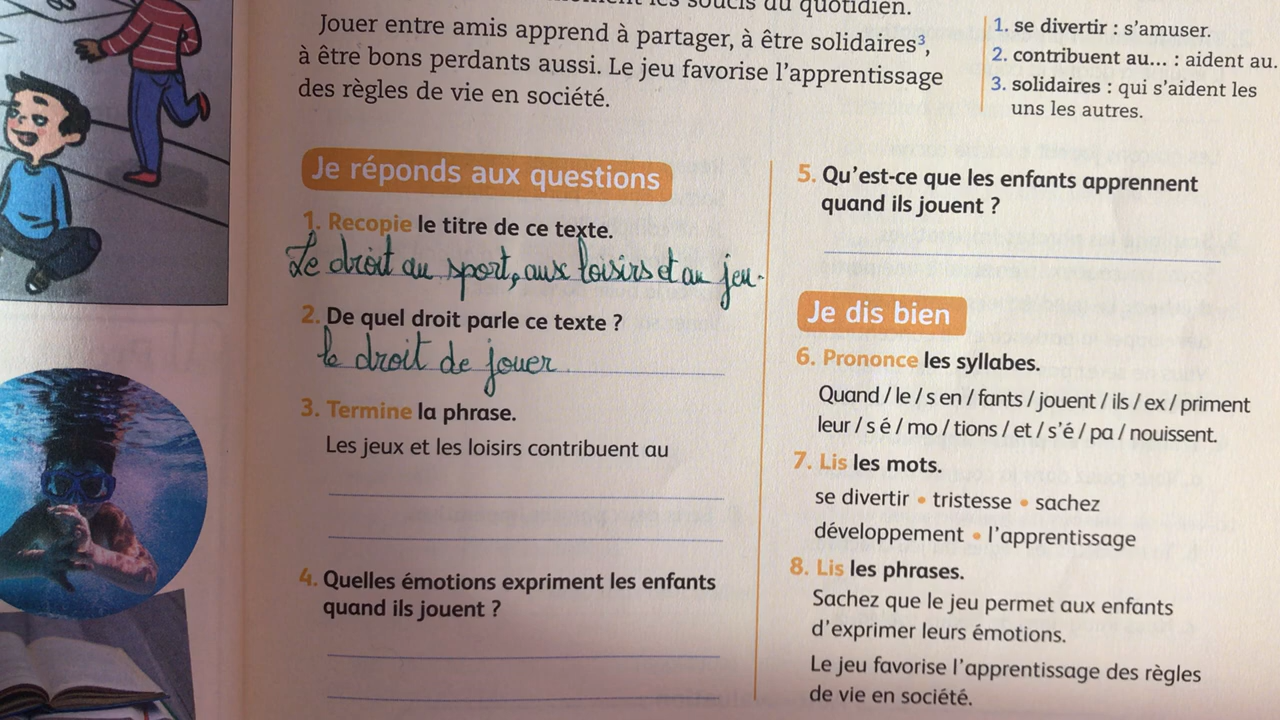 les soucis du quotidien.
Jouer entre amis apprend à partager, à être solidaires³,
à être bons perdants aussi. Le jeu favorise l'apprentissage
des règles de vie en société.
1. se divertir : s'amuser.
2. contribuent au... : aident au.
3. solidaires : qui s'aident les
uns les autres.
Je réponds aux questions
1. Recopie le titre de ce texte.
Le droit au sport, aux loisirs et au jeu.
2. De quel droit parle ce texte ?
le droit de jouer.
3. Termine la phrase.
Les jeux et les loisirs contribuent au
4. Quelles émotions expriment les enfants
quand ils jouent ?
5. Qu'est-ce que les enfants apprennent
quand ils jouent ?
Je dis bien
6. Prononce les syllabes.
Quand / le / s en / fants / jouent / ils / ex / priment
leur / s é / mo / tions / et / s'é / pa / nouissent.
7. Lis les mots.
se divertir • tristesse • sachez
développement • l'apprentissage
8. Lis les phrases.
Sachez que le jeu permet aux enfants
d'exprimer leurs émotions.
Le jeu favorise l'apprentissage des règles
de vie en société.